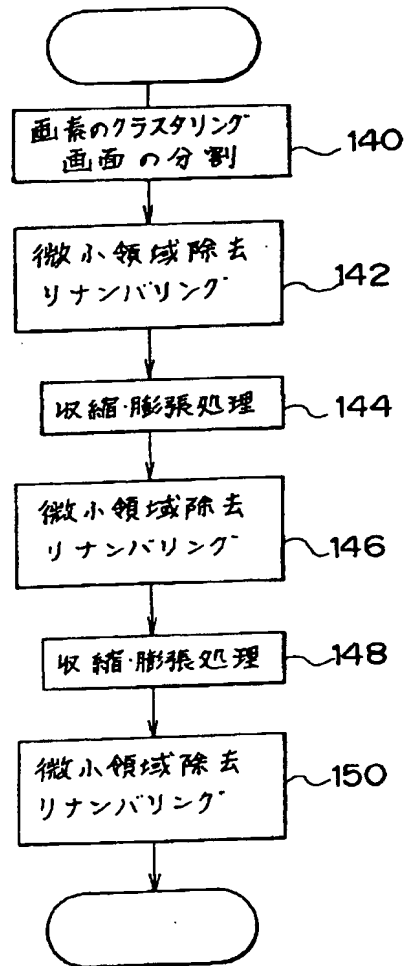 画素のクラスタリング
画面の分割
140
微小領域除去
リナンバリング
142
収縮・膨張処理
144
微小領域除去
リナンバリング
146
収縮・膨張処理
148
微小領域除去
リナンバリング
150